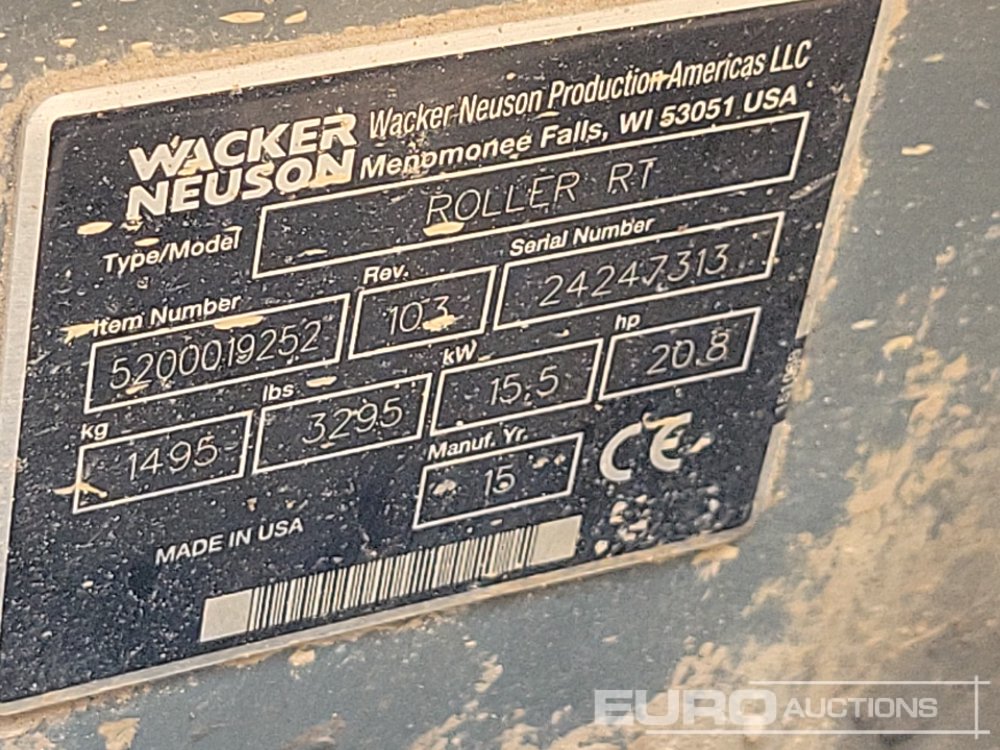 WACKER NEUSON
Wacker Neuson Production Americas LLC
Menomonee Falls, WI 53051 USA
Type/Model ROLLER RT
Item Number Rev. Serial Number
5200019252 10.3 24247313
kg lbs kW hp
1495 3295 15.5 20.8
Manuf. Yr.
15
CE
MADE IN USA
EURO AUCTIONS